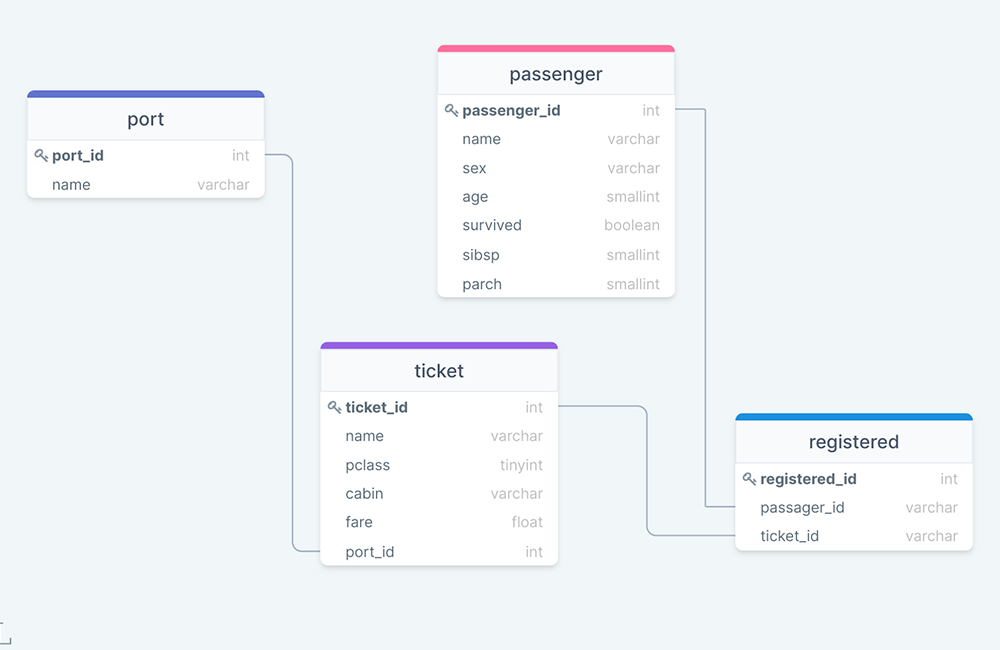 port
port_id int
name varchar
passenger
passenger_id int
name varchar
sex varchar
age smallint
survived boolean
sibsp smallint
parch smallint
ticket
ticket_id int
name varchar
pclass tinyint
cabin varchar
fare float
port_id int
registered
registered_id int
passager_id varchar
ticket_id varchar